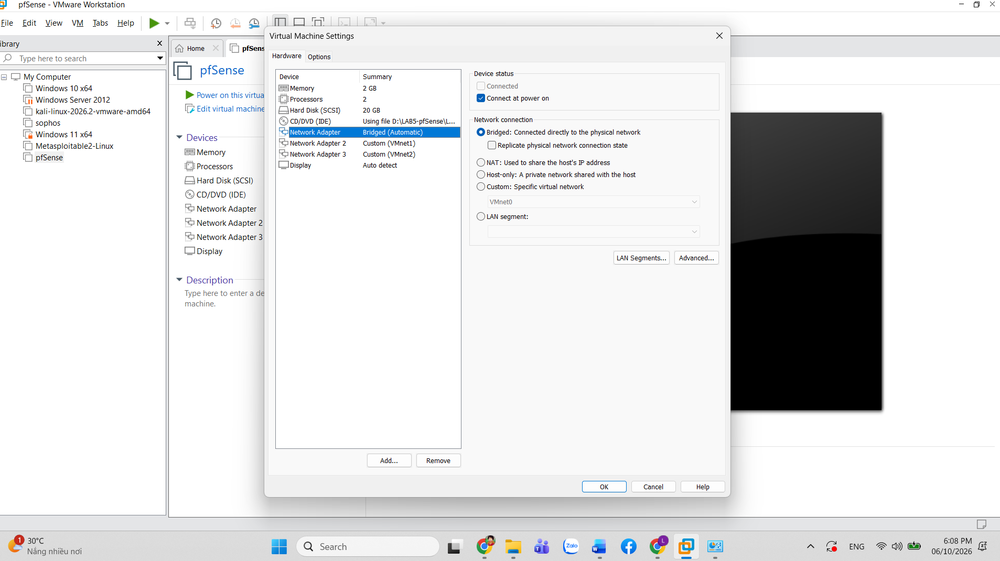 pfSense - VMware Workstation
File Edit View VM Tabs Help
ibrary
Type here to search
My Computer
Windows 10 x64
Windows Server 2012
kali-linux-2026.2-vmware-amd64
sophos
Windows 11 x64
Metasploitable2-Linux
pfSense
Home
pfSens
pfSense
Power on this virtua
Edit virtual machine
Devices
Memory
Processors
Hard Disk (SCSI)
CD/DVD (IDE)
Network Adapter
Network Adapter 2
Network Adapter 3
Display
Description
Type here to enter a de
machine.
Virtual Machine Settings
Hardware Options
Device Summary
Memory 2 GB
Processors 2
Hard Disk (SCSI) 20 GB
CD/DVD (IDE) Using file D:\LAB5-pfSense\L...
Network Adapter Bridged (Automatic)
Network Adapter 2 Custom (VMnet1)
Network Adapter 3 Custom (VMnet2)
Display Auto detect
Add... Remove
Device status
Connected
Connect at power on
Network connection
Bridged: Connected directly to the physical network
Replicate physical network connection state
NAT: Used to share the host's IP address
Host-only: A private network shared with the host
Custom: Specific virtual network
VMnet0
LAN segment:
LAN Segments... Advanced...
OK Cancel Help
1
30°C
Nắng nhiều nơi
Search
T
Zalo
W
L
ENG
6:08 PM
06/10/2026